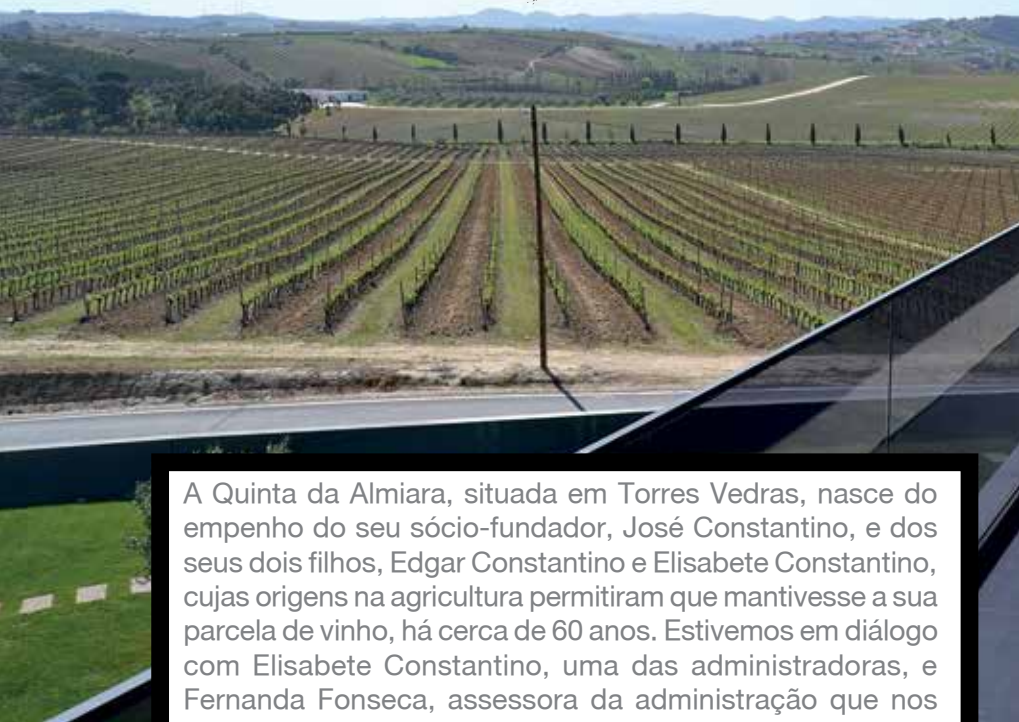 A Quinta da Almiara, situada em Torres Vedras, nasce do
empenho do seu sócio-fundador, José Constantino, e dos
seus dois filhos, Edgar Constantino e Elisabete Constantino,
cujas origens na agricultura permitiram que mantivesse a sua
parcela de vinho, há cerca de 60 anos. Estivemos em diálogo
com Elisabete Constantino, uma das administradoras, e
Fernanda Fonseca, assessora da administração que nos